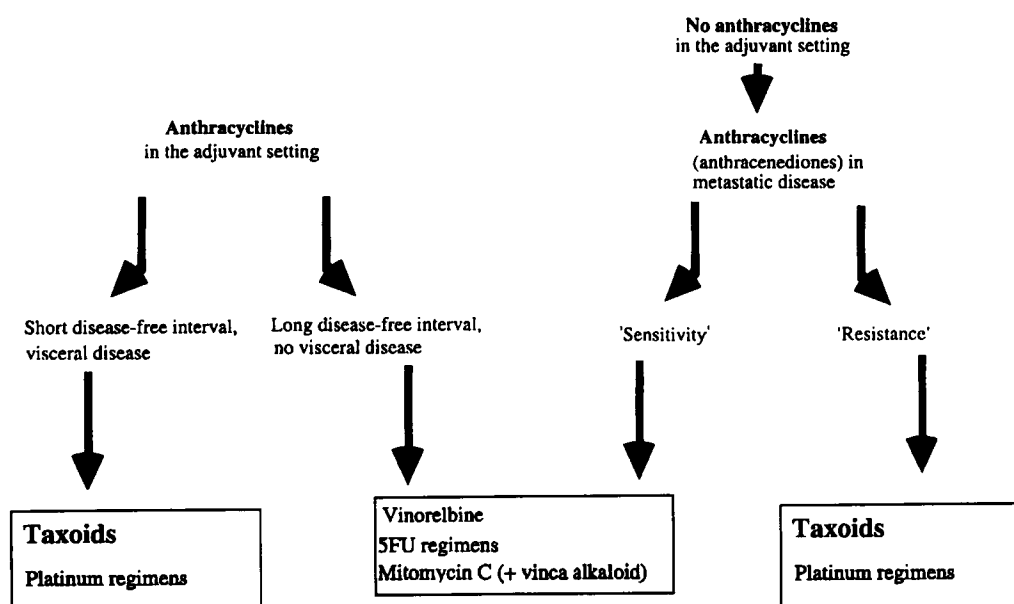 No anthracyclines
in the adjuvant setting
Anthracyclines
in the adjuvant setting
Anthracyclines
(anthracenediones) in
metastatic disease
Short disease-free interval,
visceral disease
Long disease-free interval,
no visceral disease
'Sensitivity'
'Resistance'
Taxoids
Platinum regimens
Vinorelbine
5FU regimens
Mitomycin C (+ vinca alkaloid)
Taxoids
Platinum regimens